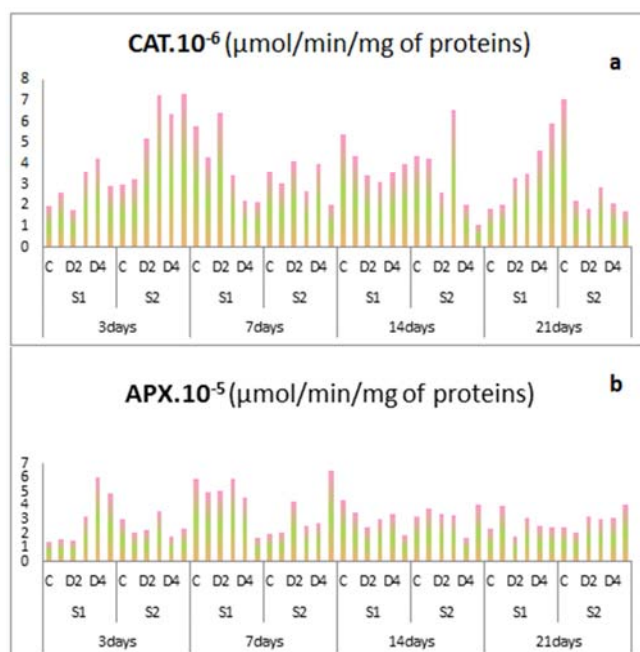 CAT.10-6 (µmol/min/mg of proteins)
a
8
7
6
5
4
3
2
1
0
C D2 D4 C D2 D4 C D2 D4 C D2 D4 C D2 D4 C D2 D4 C D2 D4 C D2 D4
S1 S2 S1 S2 S1 S2 S1 S2
3days 7days 14days 21days
APX.10-5 (µmol/min/mg of proteins)
b
7
6
5
4
3
2
1
0
C D2 D4 C D2 D4 C D2 D4 C D2 D4 C D2 D4 C D2 D4 C D2 D4 C D2 D4
S1 S2 S1 S2 S1 S2 S1 S2
3days 7days 14days 21days